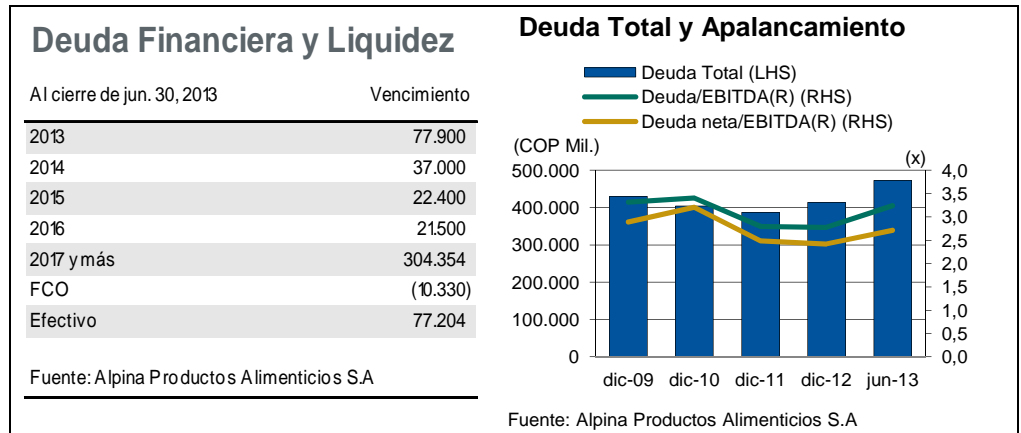 Deuda Financiera y Liquidez
Al cierre de jun. 30, 2013 Vencimiento
2013 77.900
2014 37.000
2015 22.400
2016 21.500
2017 y más 304.354
FCO (10.330)
Efectivo 77.204
Fuente: Alpina Productos Alimenticios S.A
Deuda Total y Apalancamiento
Deuda Total (LHS)
Deuda/EBITDA(R) (RHS)
Deuda neta/EBITDA(R) (RHS)
(COP Mil.)
(x)
500.000
400.000
300.000
200.000
100.000
0
4,0
3,5
3,0
2,5
2,0
1,5
1,0
0,5
0,0
dic-09 dic-10 dic-11 dic-12 jun-13
Fuente: Alpina Productos Alimenticios S.A